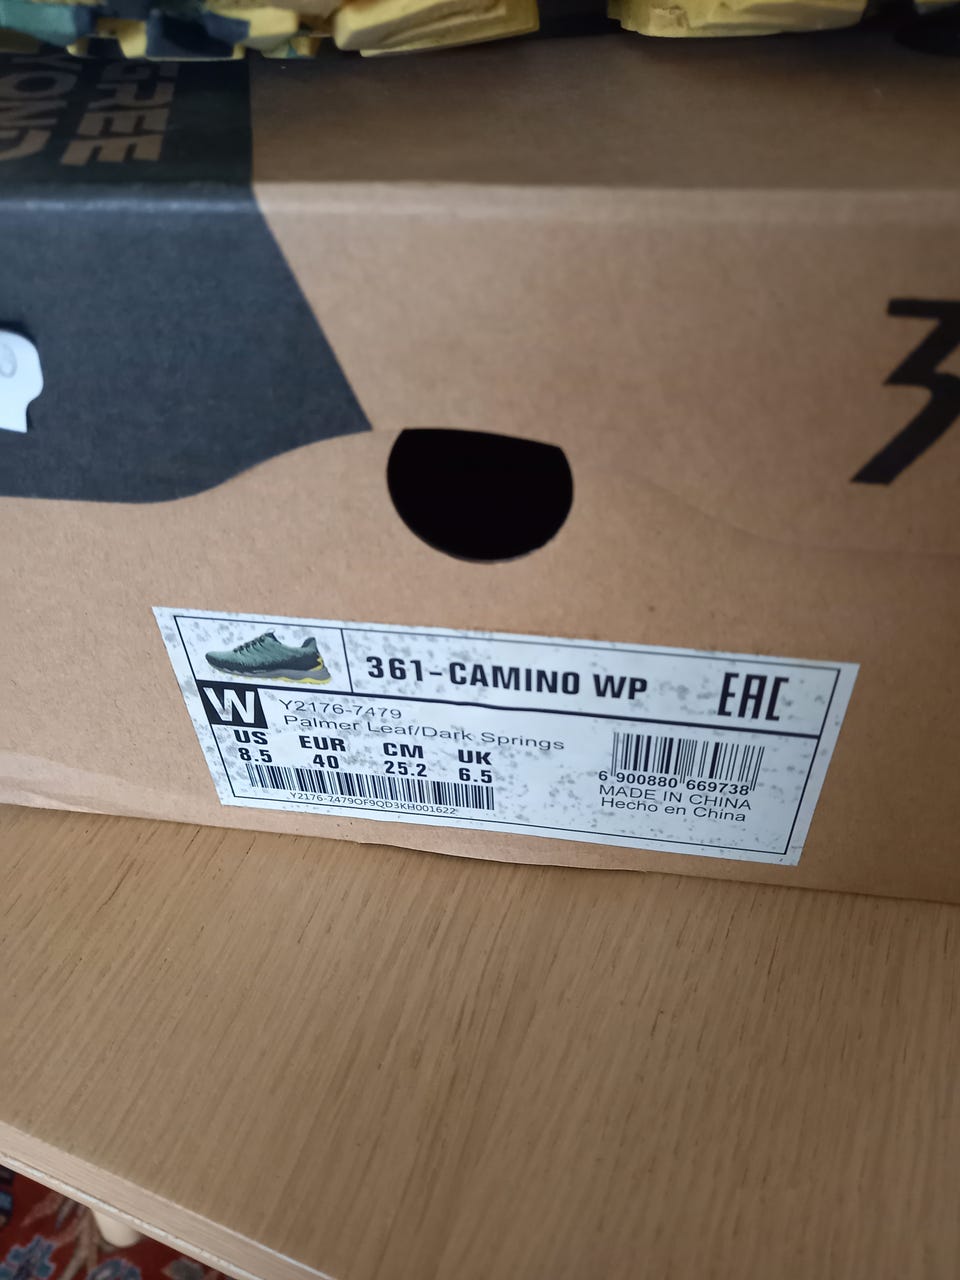 361-CAMINO WP
EAC
W
Y2176-7479
Palmer Leaf/Dark Springs
US EUR CM UK
8.5 40 25.2 6.5
Y2176-7479OF9QD3KH001622
6 900880 669738
MADE IN CHINA
Hecho en China